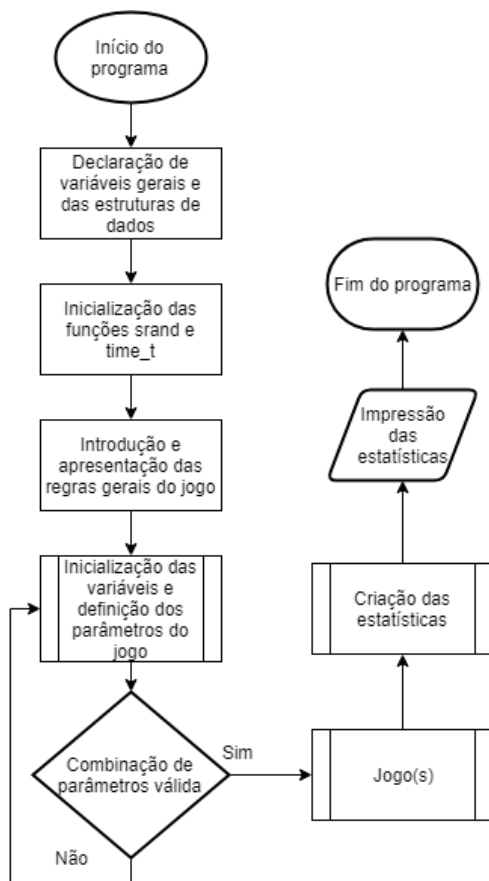 Início do
programa
Declaração de
variáveis gerais e
das estruturas de
dados
Inicialização das
funções srand e
time_t
Introdução e
apresentação das
regras gerais do jogo
Inicialização das
variáveis e
definição dos
parâmetros do
jogo
Combinação de
parâmetros válida
Sim
Não
Jogo(s)
Criação das
estatísticas
Impressão
das
estatísticas
Fim do programa